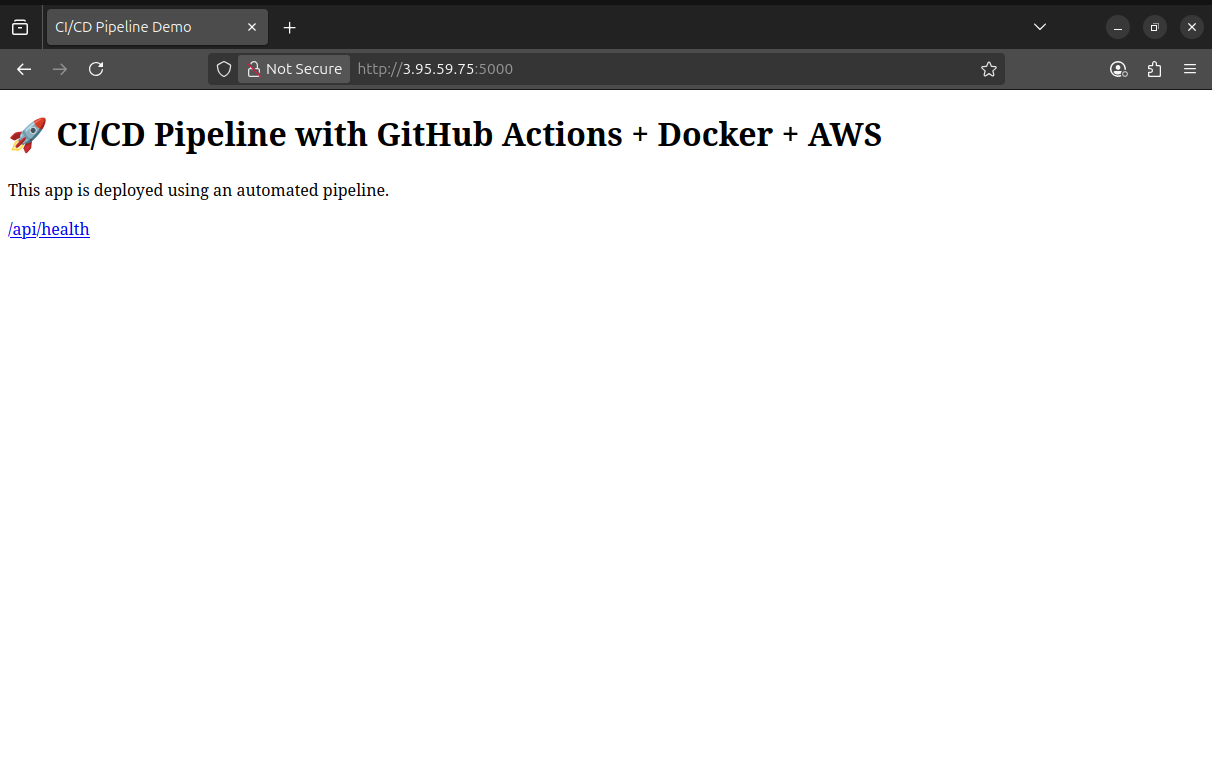 CI/CD Pipeline Demo
Not Secure http://3.95.59.75:5000
🚀 CI/CD Pipeline with GitHub Actions + Docker + AWS
This app is deployed using an automated pipeline.
/api/health